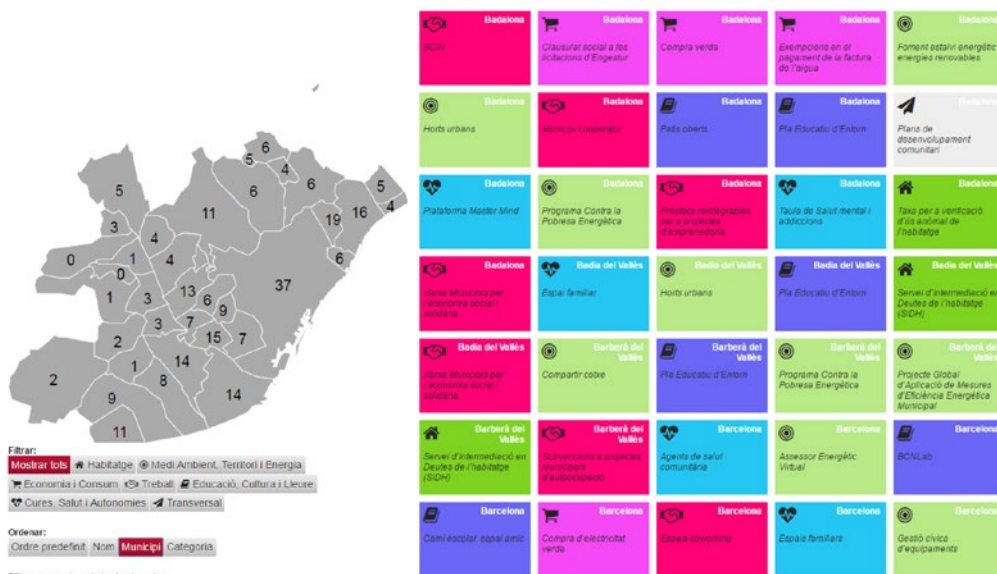 6
5
4
6
5
5
11
19
16
4
3
4
0
1
4
6
0
37
13
1
3
6
9
3
7
2
15
7
14
1
2
8
14
9
11
Filtrar:
Mostrar tots Habitatge Medi Ambient, Territori i Energia
Economia i Consum Treball Educació, Cultura i Lleure
Cures, Salut i Autonomies Transversal
Ordenar:
Ordre predefinit Nom Municipi Categoria
Badalona
BCIN
Badalona
Clausurat social a les
licitacions d'Engestur
Badalona
Compra verda
Badalona
Exempcions en el
pagament de la factura
de l'aigua
Badalona
Foment estalvi energètic
energies renovables
Badalona
Horts urbans
Badalona
Municipi cooperatiu
Badalona
Patis oberts
Badalona
Pla Educatiu d'Entorn
Badalona
Plans de
desenvolupament
comunitari
Badalona
Plataforma Master Mind
Badalona
Programa Contra la
Pobresa Energètica
Badalona
Préstecs reintegrables
per a projectes
d'emprenedoria
Badalona
Taula de Salut mental i
addiccions
Badalona
Taxa per a verificació
d'ús anòmal de
l'habitatge
Badalona
Xarxa Municipis per
l'economia social i
solidària
Badia del Vallès
Espai familiar
Badia del Vallès
Horts urbans
Badia del Vallès
Pla Educatiu d'Entorn
Badia del Vallès
Servei d'Intermediació en
Deutes de l'habitatge
(SIDH)
Badia del Vallès
Xarxa Municipis per
l'economia social i
solidària
Barberà del
Vallès
Compartir cotxe
Barberà del
Vallès
Pla Educatiu d'Entorn
Barberà del
Vallès
Programa Contra la
Pobresa Energètica
Barberà del
Vallès
Projecte Global
d'Aplicació de Mesures
d'Eficiència Energètica
Municipal
Barberà del
Vallès
Servei d'Intermediació en
Deutes de l'habitatge
(SIDH)
Barberà del
Vallès
Subvencions a projectes
municipals
d'autoocupació
Barcelona
Agents de salut
comunitària
Barcelona
Assessor Energètic
Virtual
Barcelona
BCNLab
Barcelona
Camí escolar, espai amic
Barcelona
Compra d'electricitat
verda
Barcelona
Espais coworking
Barcelona
Espais familiars
Barcelona
Gestió cívica
d'equipaments